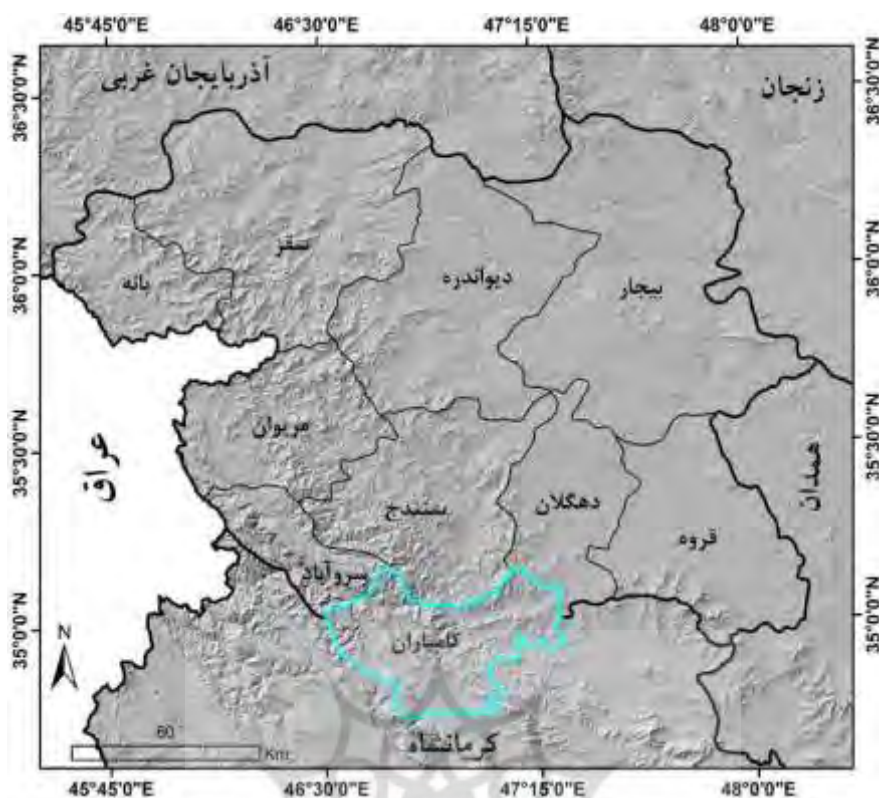 45°45'0"E 46°30'0"E 47°15'0"E 48°0'0"E
آذربایجان غربی
زنجان
36°30'0"N
36°30'0"N
سقز
بانه
دیواندره
بیجار
36°0'0"N
36°0'0"N
مریوان
عراق
35°30'0"N
35°30'0"N
همدان
سنندج
دهگلان
قروه
سروآباد
35°0'0"N
35°0'0"N
کامیاران
N
60
Km
کرمانشاه
45°45'0"E 46°30'0"E 47°15'0"E 48°0'0"E